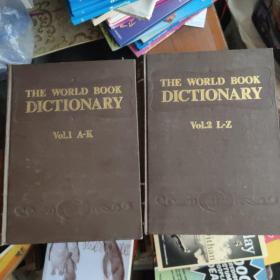 THE WORLD BOOK
DICTIONARY
Vol.1 A-K
THE WORLD BOOK
DICTIONARY
Vol.2 L-Z